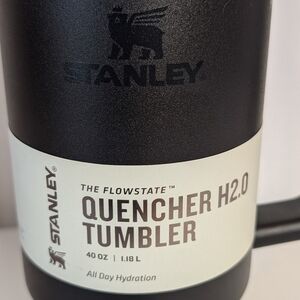 STANLEY
STANLEY
THE FLOWSTATE™
QUENCHER H2.0
TUMBLER
40 OZ | 1.18 L
All Day Hydration